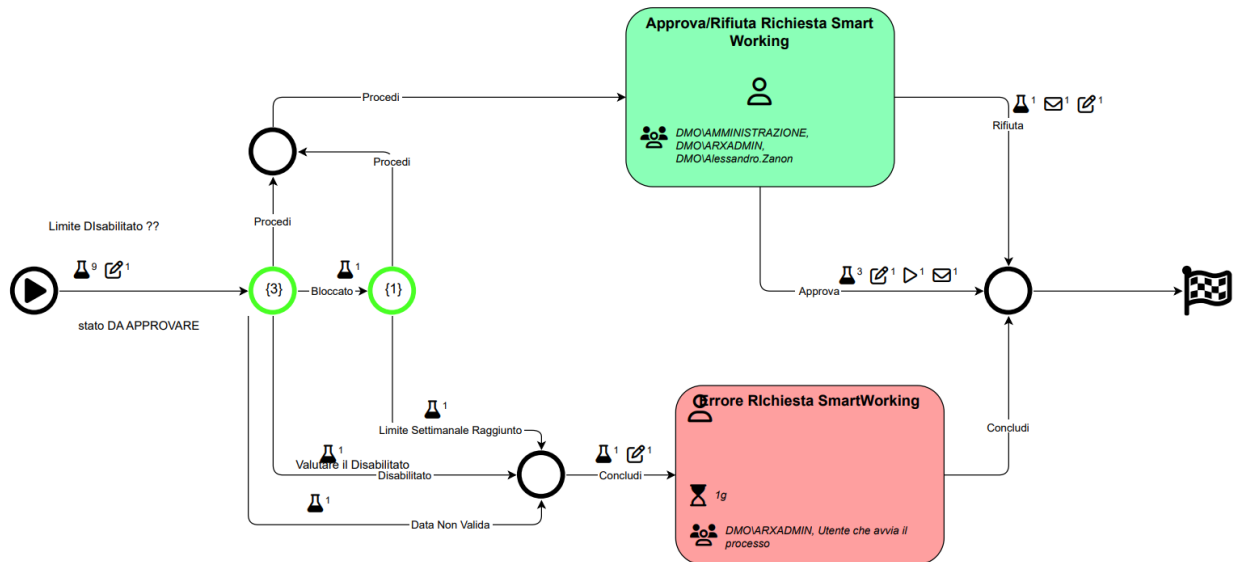 Approva/Rifiuta Richiesta Smart
Working
DMO\AMMINISTRAZIONE,
DMO\ARXADMIN,
DMO\Alessandro.Zanon
Procedi
1 1 1
Rifiuta
Procedi
Procedi
Limite DIsabilitato ??
9 1
{3}
1
Bloccato
{1}
3 1 1 1
Approva
stato DA APPROVARE
Errore RIchiesta SmartWorking
1
Limite Settimanale Raggiunto
Concludi
1
Valutare il Disabilitato
Disabilitato
1 1
Concludi
1g
1
Data Non Valida
DMO\ARXADMIN, Utente che avvia il
processo